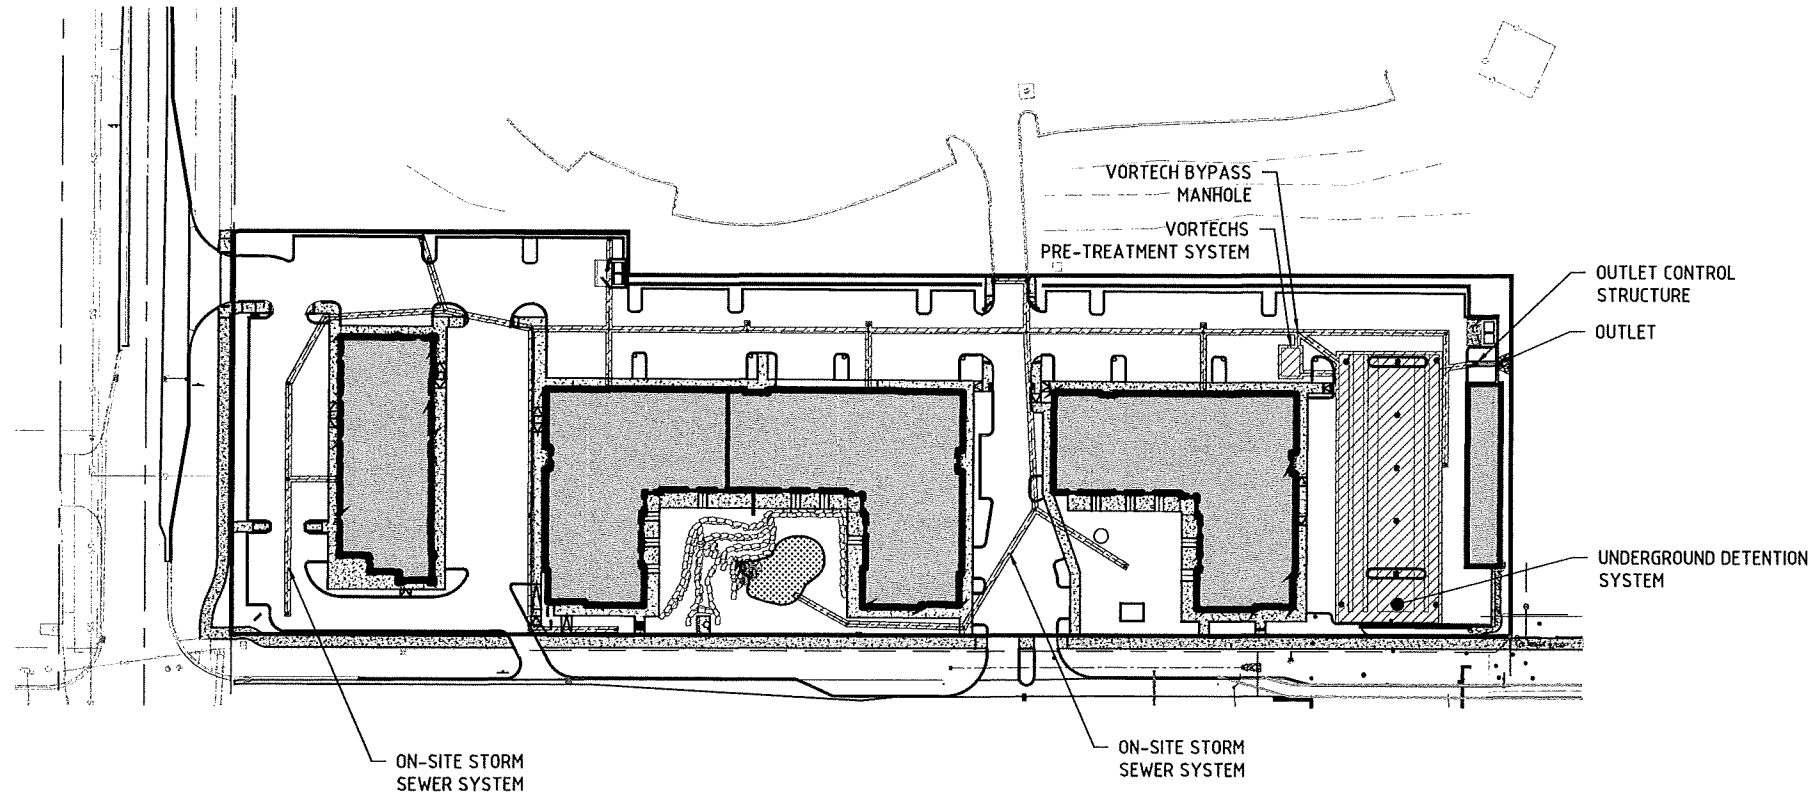 VORTECH BYPASS
MANHOLE
VORTECHS
PRE-TREATMENT SYSTEM
OUTLET CONTROL
STRUCTURE
OUTLET
UNDERGROUND DETENTION
SYSTEM
ON-SITE STORM
SEWER SYSTEM
ON-SITE STORM
SEWER SYSTEM